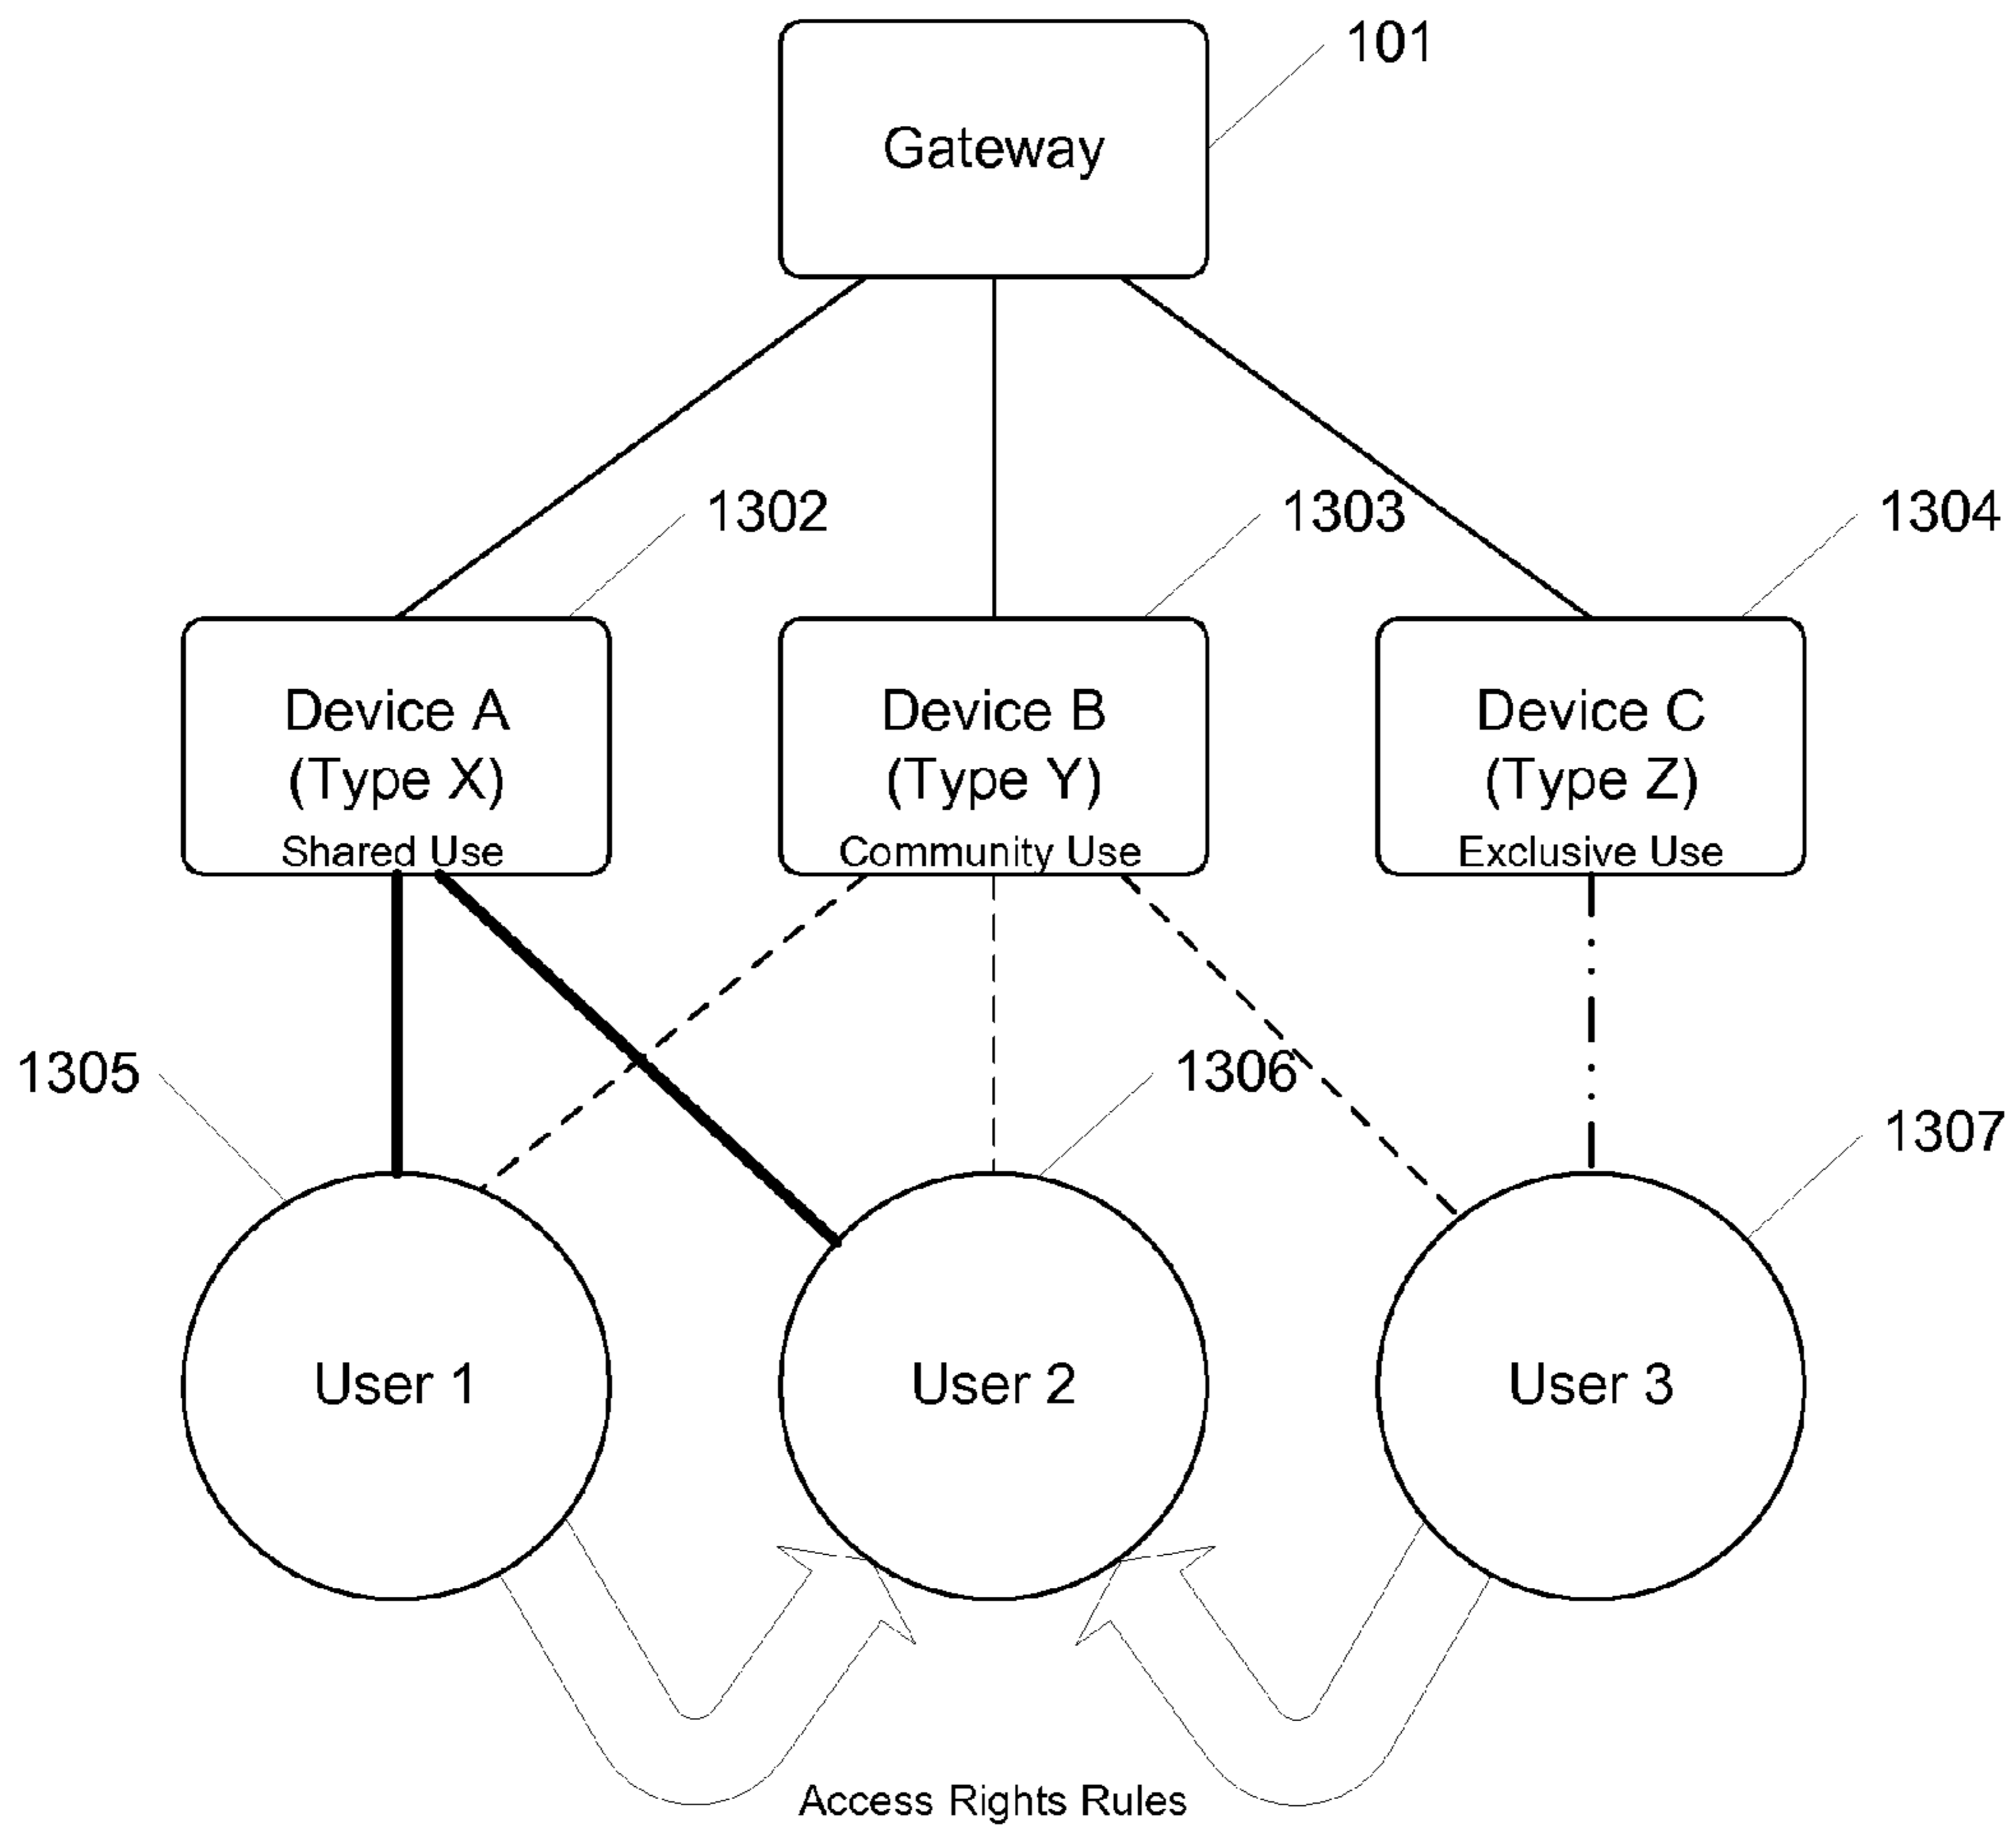 101
Gateway
1302
1303
1304
Device A
(Type X)
Shared Use
Device B
(Type Y)
Community Use
Device C
(Type Z)
Exclusive Use
1305
1306
1307
User 1
User 2
User 3
Access Rights Rules